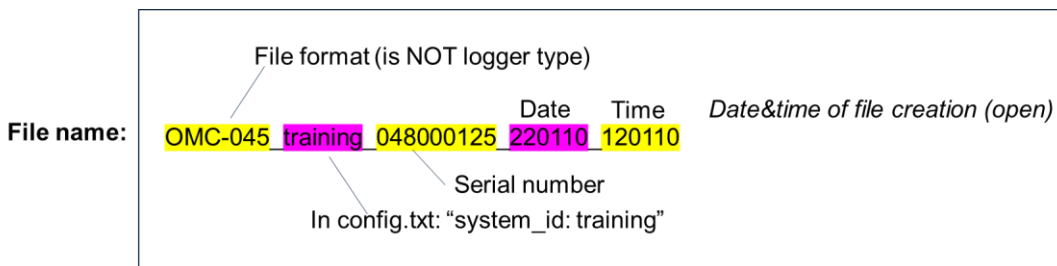 File format (is NOT logger type)
Date Time Date&time of file creation (open)
File name: OMC-045_training_048000125_220110_120110
Serial number
In config.txt: “system_id: training”